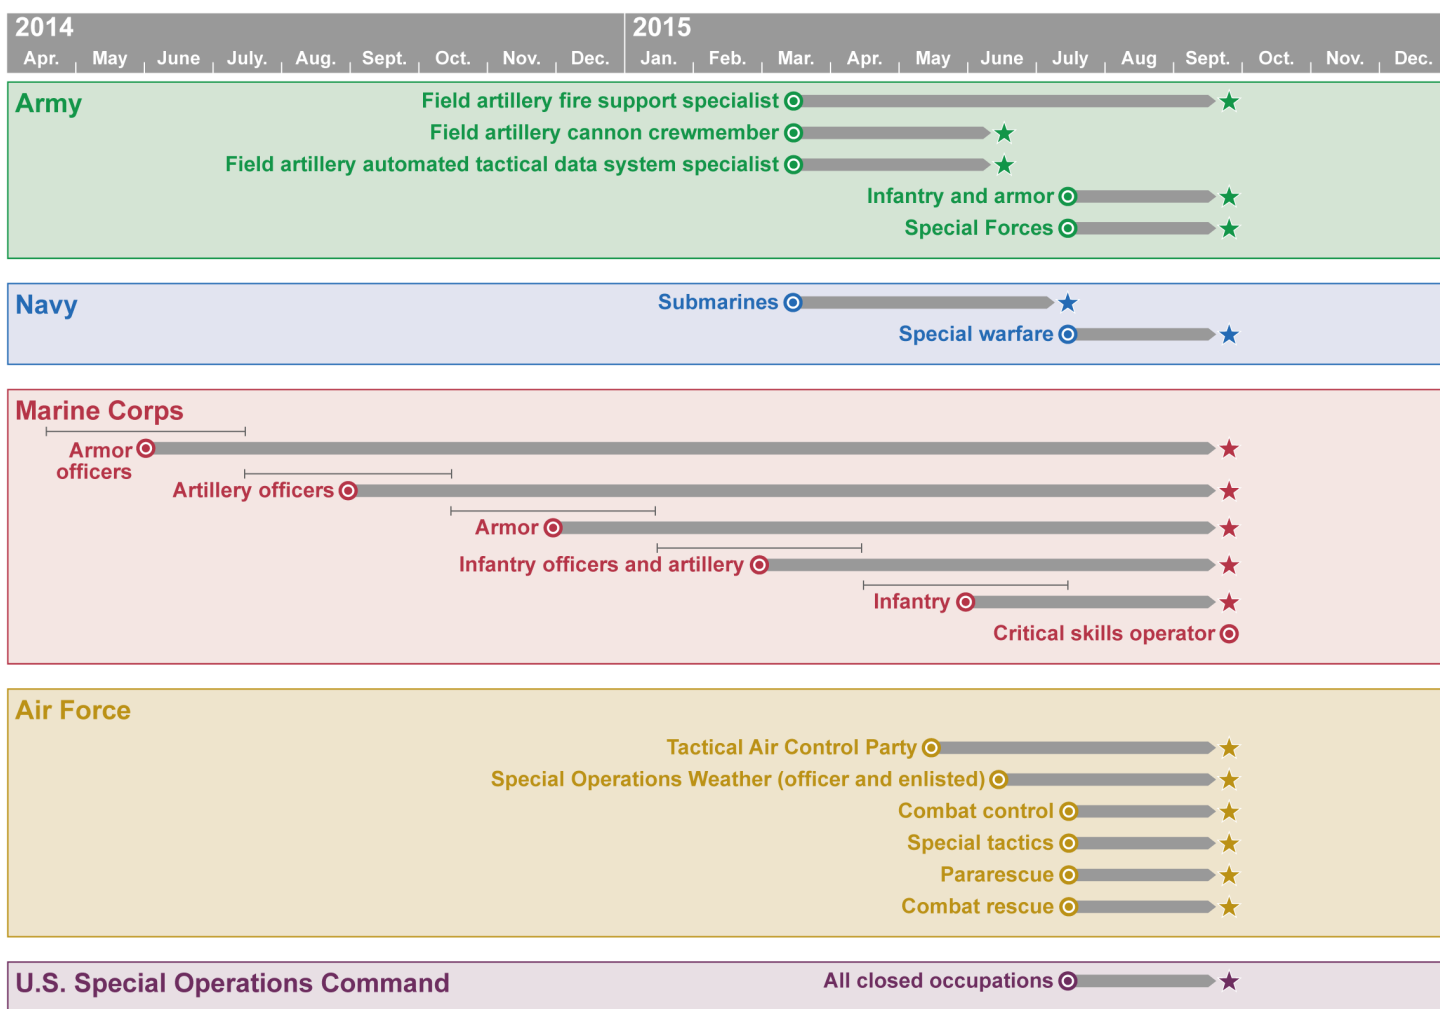 2014 2015
Apr. May June July. Aug. Sept. Oct. Nov. Dec. Jan. Feb. Mar. Apr. May June July Aug Sept. Oct. Nov. Dec.
Army
Field artillery fire support specialist
Field artillery cannon crewmember
Field artillery automated tactical data system specialist
Infantry and armor
Special Forces
Navy
Submarines
Special warfare
Marine Corps
Armor
officers
Artillery officers
Armor
Infantry officers and artillery
Infantry
Critical skills operator
Air Force
Tactical Air Control Party
Special Operations Weather (officer and enlisted)
Combat control
Special tactics
Pararescue
Combat rescue
U.S. Special Operations Command
All closed occupations